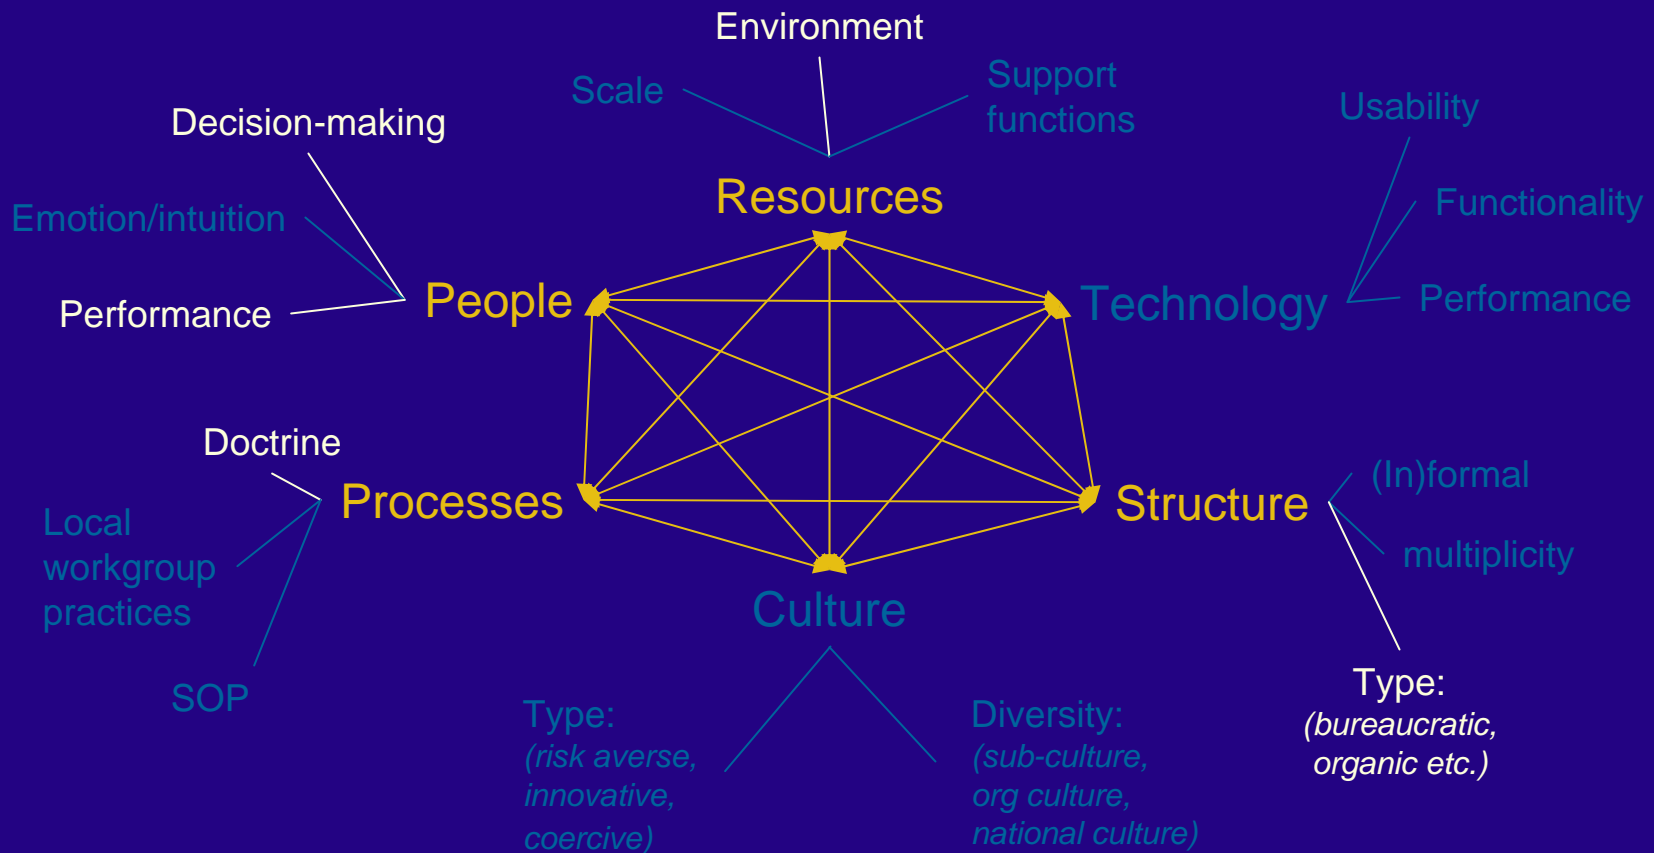 Environment
Scale
Support
functions
Usability
Decision-making
Resources
Functionality
Emotion/intuition
People
Technology
Performance
Performance
Doctrine
Processes
Structure
(In)formal
Local
workgroup
practices
multiplicity
Culture
SOP
Type:
(risk averse,
innovative,
coercive)
Diversity:
(sub-culture,
org culture,
national culture)
Type:
(bureaucratic,
organic etc.)